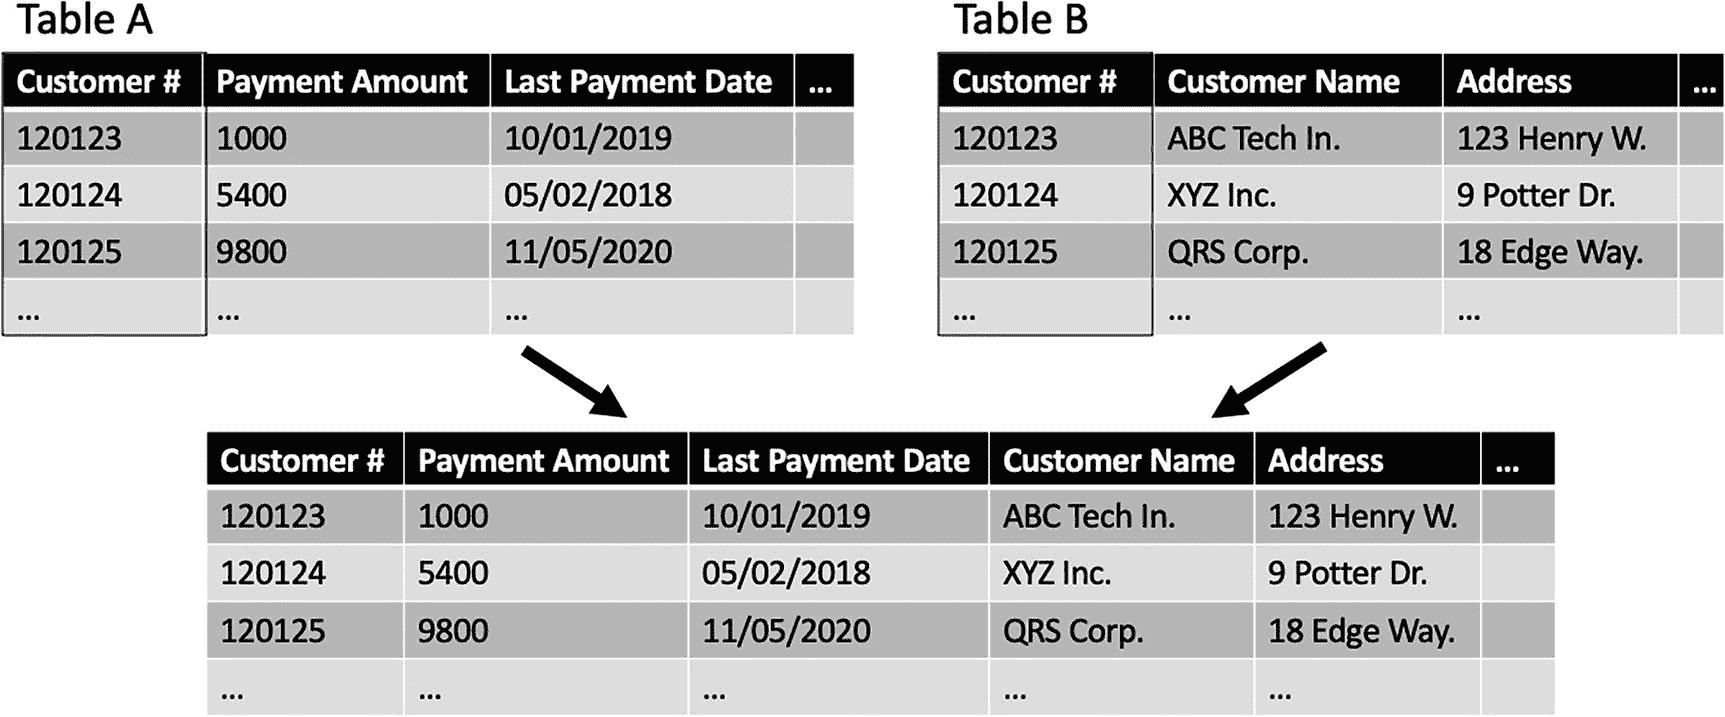 Table A
Customer # Payment Amount Last Payment Date ...
120123 1000 10/01/2019
120124 5400 05/02/2018
120125 9800 11/05/2020
... ... ...
Table B
Customer # Customer Name Address ...
120123 ABC Tech In. 123 Henry W.
120124 XYZ Inc. 9 Potter Dr.
120125 QRS Corp. 18 Edge Way.
... ... ...
Customer # Payment Amount Last Payment Date Customer Name Address ...
120123 1000 10/01/2019 ABC Tech In. 123 Henry W.
120124 5400 05/02/2018 XYZ Inc. 9 Potter Dr.
120125 9800 11/05/2020 QRS Corp. 18 Edge Way.
... ... ... ... ...